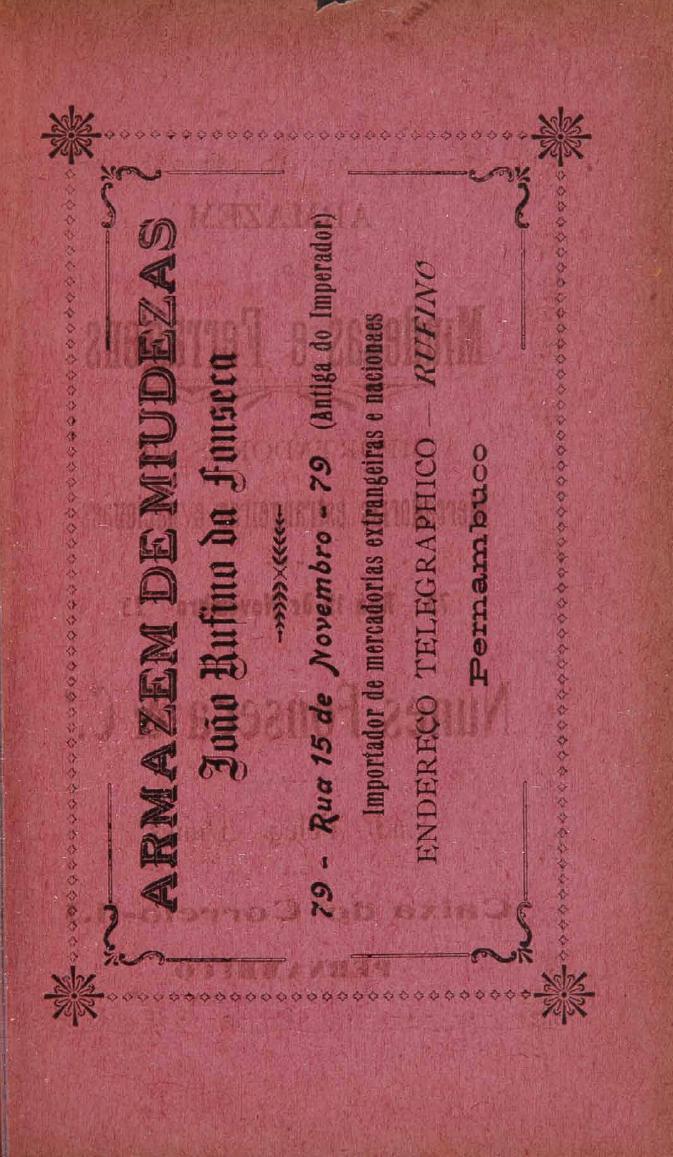 ARMAZEM DE MIUDEZAS
João Rufino da Fonseca
79 - Rua 15 de Novembro - 79 (Antiga do Imperador)
Importador de mercadorias extrangeiras e nacionaes
ENDEREÇO TELEGRAPHICO — RUFINO
Pernambuco